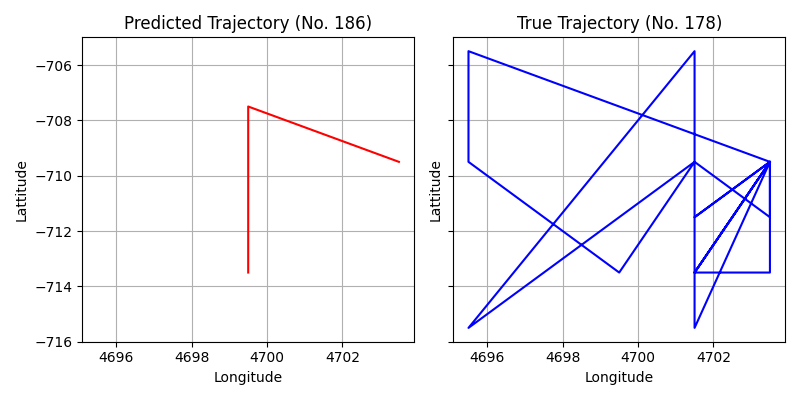 Predicted Trajectory (No. 186)
Lattitude
−706
−708
−710
−712
−714
−716
4696 4698 4700 4702
Longitude
True Trajectory (No. 178)
Lattitude
4696 4698 4700 4702
Longitude